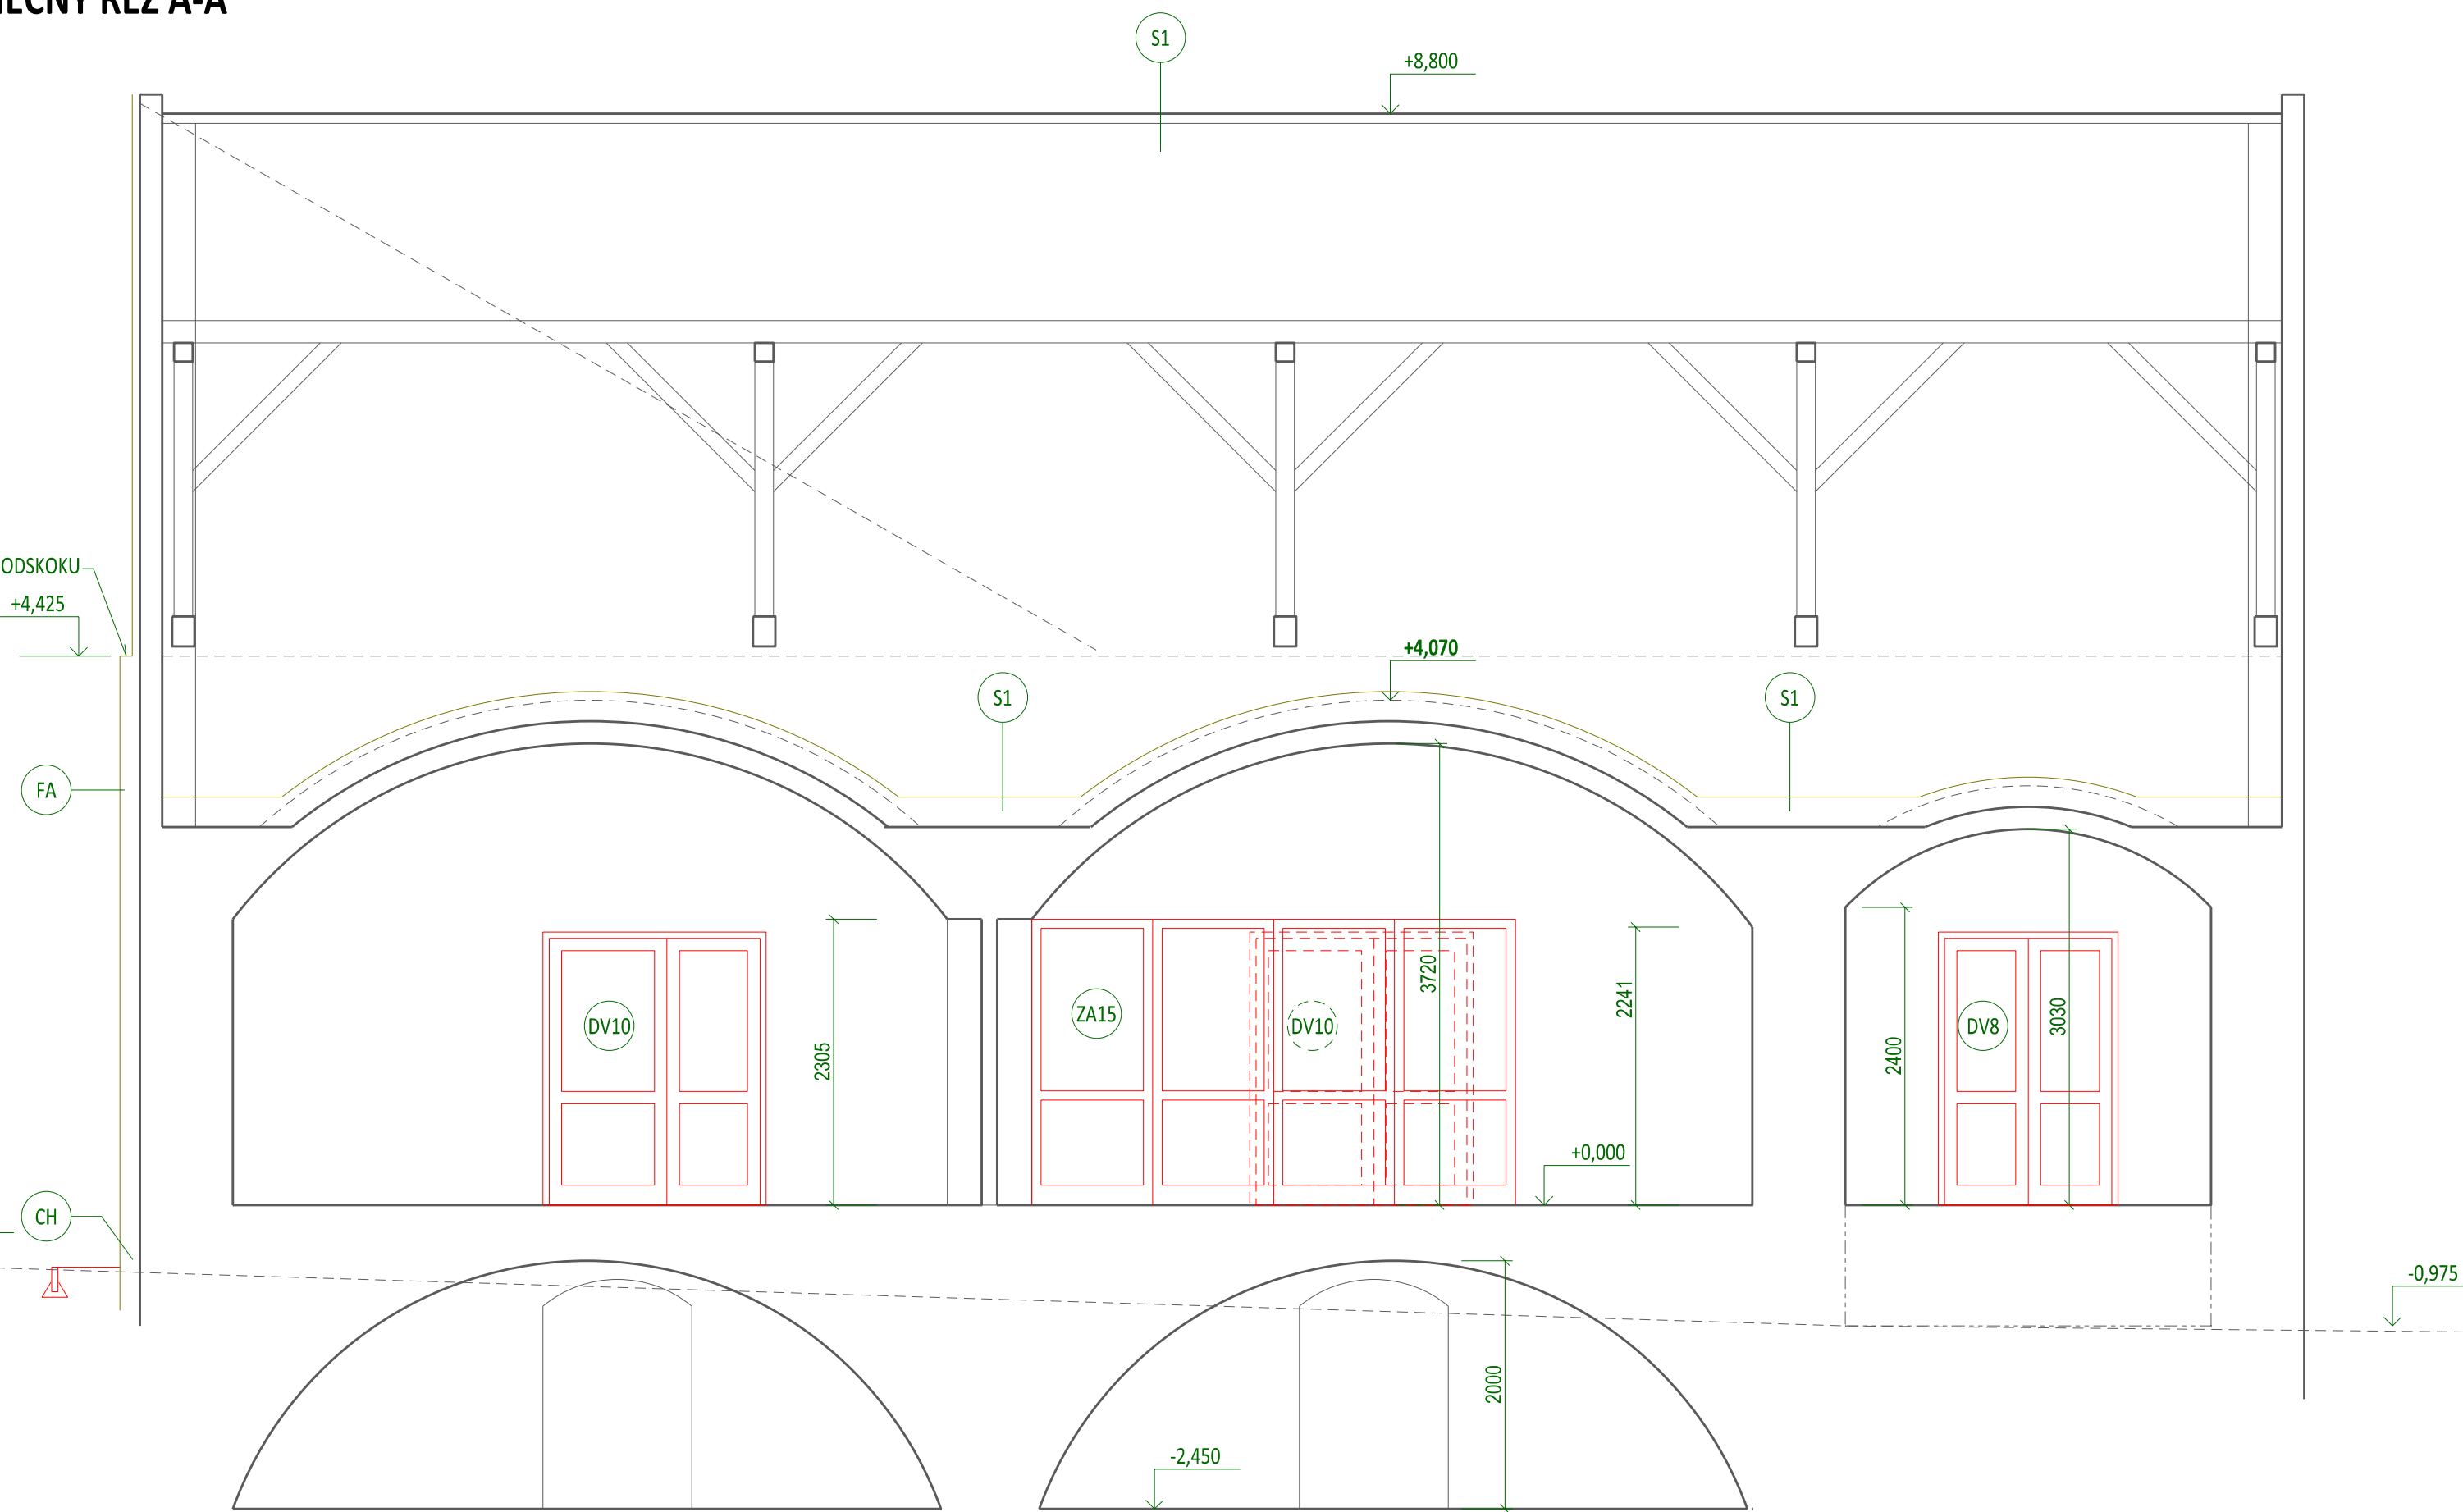 ŘEZ A-A
S1
+8,800
ODSKOKU
+4,425
+4,070
S1
S1
FA
ZA15
DV10
DV10
DV8
3720
2241
2305
2400
3030
+0,000
CH
-0,975
2000
-2,450